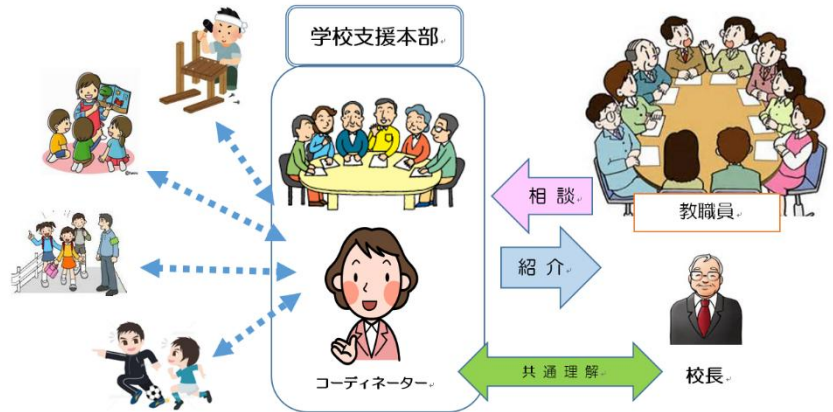 学校支援本部
相 談
教職員
紹 介
コーディネーター
共 通 理 解
校長